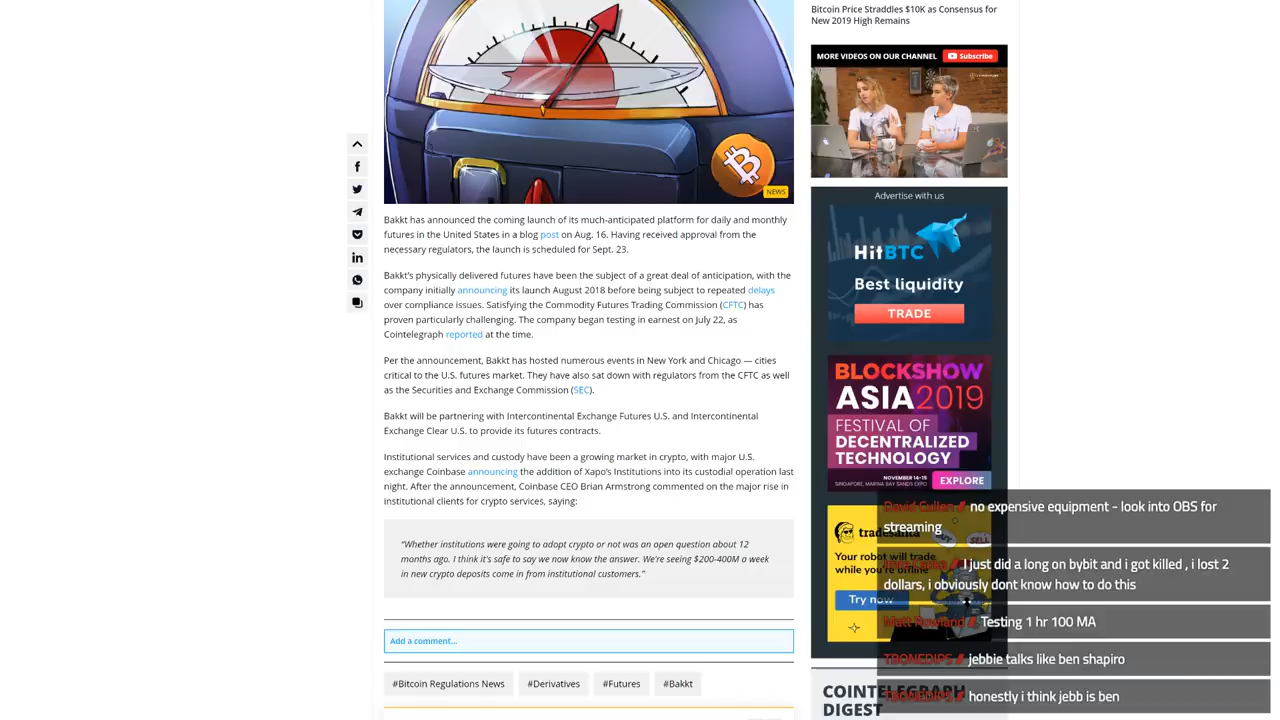 Bitcoin Price Straddles $10K as Consensus for
New 2019 High Remains
MORE VIDEOS ON OUR CHANNEL
Subscribe
NEWS
Bakkt has announced the coming launch of its much-anticipated platform for daily and monthly
futures in the United States in a blog post on Aug. 16. Having received approval from the
necessary regulators, the launch is scheduled for Sept. 23.
Bakkt's physically delivered futures have been the subject of a great deal of anticipation, with the
company initially announcing its launch August 2018 before being subject to repeated delays
over compliance issues. Satisfying the Commodity Futures Trading Commission (CFTC) has
proven particularly challenging. The company began testing in earnest on July 22, as
Cointelegraph reported at the time.
Per the announcement, Bakkt has hosted numerous events in New York and Chicago — cities
critical to the U.S. futures market. They have also sat down with regulators from the CFTC as well
as the Securities and Exchange Commission (SEC).
Bakkt will be partnering with Intercontinental Exchange Futures U.S. and Intercontinental
Exchange Clear U.S. to provide its futures contracts.
Institutional services and custody have been a growing market in crypto, with major U.S.
exchange Coinbase announcing the addition of Xapo's Institutions into its custodial operation last
night. After the announcement, Coinbase CEO Brian Armstrong commented on the major rise in
institutional clients for crypto services, saying:
"Whether institutions were going to adopt crypto or not was an open question about 12
months ago. I think it's safe to say we now know the answer. We're seeing $200-400M a week
in new crypto deposits come in from institutional customers."
Add a comment...
#Bitcoin Regulations News
#Derivatives
#Futures
#Bakkt
Advertise with us
HitBTC
Best liquidity
TRADE
BLOCKSHOW
ASIA2019
FESTIVAL OF
DECENTRALIZED
TECHNOLOGY
NOVEMBER 14-15
SINGAPORE, MARINA BAY SANDS EXPO
EXPLORE
tradesanta
BUY
SELL
Your robot will trade
while you're offline
Try now
COINTELEGRAPH
DIGEST
David Cullen // no expensive equipment - look into OBS for
streaming
I just did a long on bybit and i got killed , i lost 2
dollars, i obviously dont know how to do this
Matt Rowland // Testing 1 hr 100 MA
TBONEDIPS // jebbie talks like ben shapiro
TBONEDIPS // honestly i think jebb is ben